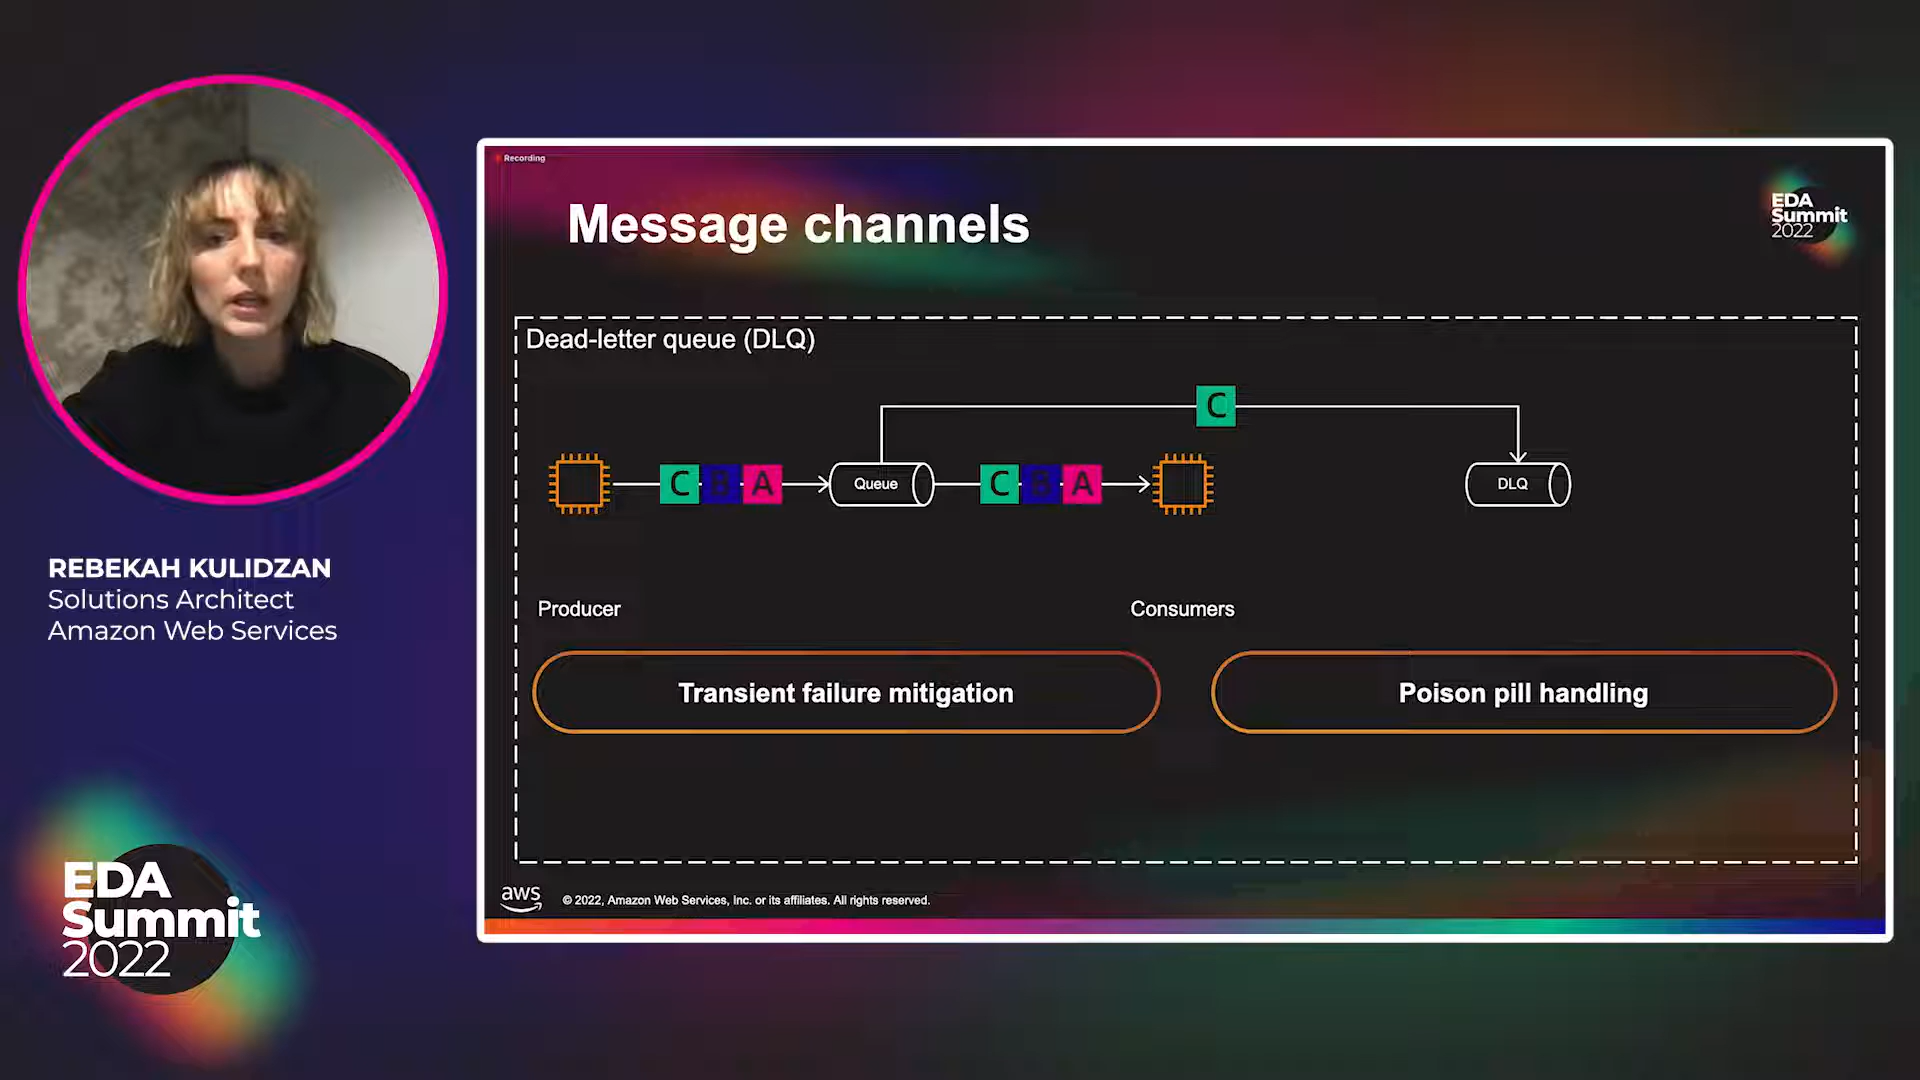 REBEKAH KULIDZAN
Solutions Architect
Amazon Web Services
EDA
Summit
2022
Recording
Message channels
EDA
Summit
2022
Dead-letter queue (DLQ)
C
C B A
Queue
C B A
DLQ
Producer
Consumers
Transient failure mitigation
Poison pill handling
aws
© 2022, Amazon Web Services, Inc. or its affiliates. All rights reserved.